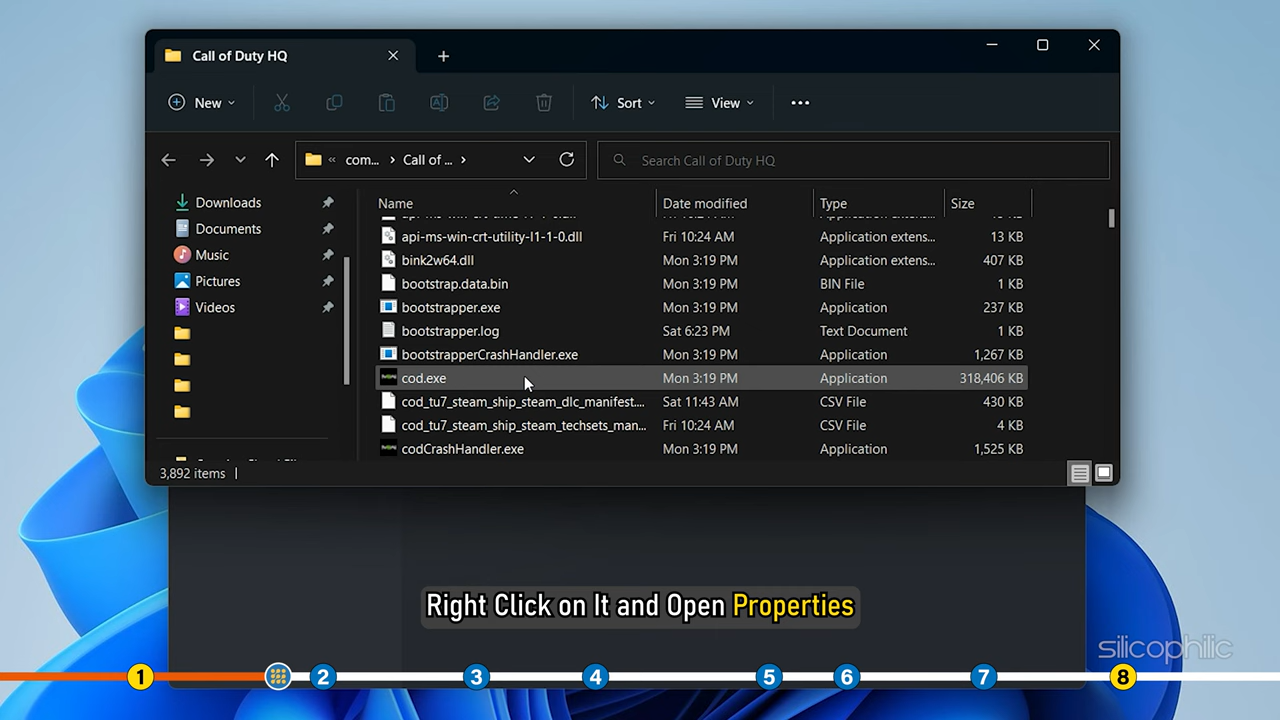 Call of Duty HQ
New
Sort
View
com...
Call of ...
Search Call of Duty HQ
Name
Date modified
Type
Size
Downloads
Documents
Music
Pictures
Videos
api-ms-win-crt-utility-l1-1-0.dll Fri 10:24 AM Application extens... 13 KB
bink2w64.dll Mon 3:19 PM Application extens... 407 KB
bootstrap.data.bin Mon 3:19 PM BIN File 1 KB
bootstrapper.exe Mon 3:19 PM Application 237 KB
bootstrapper.log Sat 6:23 PM Text Document 1 KB
bootstrapperCrashHandler.exe Mon 3:19 PM Application 1,267 KB
cod.exe Mon 3:19 PM Application 318,406 KB
cod_tu7_steam_ship_steam_dlc_manifest.... Sat 11:43 AM CSV File 430 KB
cod_tu7_steam_ship_steam_techsets_man... Fri 10:24 AM CSV File 4 KB
codCrashHandler.exe Mon 3:19 PM Application 1,525 KB
3,892 items
Right Click on It and Open Properties
silicophilic
1 2 3 4 5 6 7 8